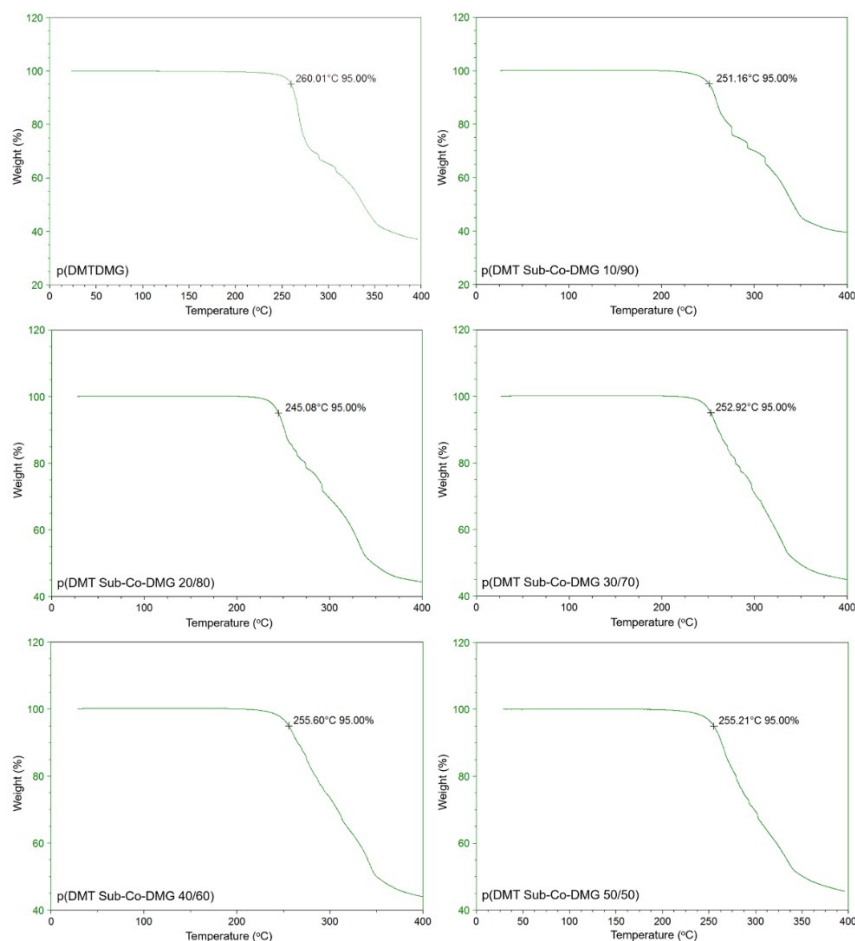 120
100
80
60
40
20
Weight (%)
260.01°C 95.00%
p(DMTDMG)
0 50 100 150 200 250 300 350 400
Temperature (°C)
120
100
80
60
40
20
Weight (%)
251.16°C 95.00%
p(DMT Sub-Co-DMG 10/90)
0 100 200 300 400
Temperature (°C)
120
100
80
60
40
Weight (%)
245.08°C 95.00%
p(DMT Sub-Co-DMG 20/80)
0 100 200 300 400
Temperature (°C)
120
100
80
60
40
Weight (%)
252.92°C 95.00%
p(DMT Sub-Co-DMG 30/70)
0 100 200 300 400
Temperature (°C)
120
100
80
60
40
Weight (%)
255.60°C 95.00%
p(DMT Sub-Co-DMG 40/60)
0 50 100 150 200 250 300 350 400
Temperature (°C)
120
100
80
60
40
Weight (%)
255.21°C 95.00%
p(DMT Sub-Co-DMG 50/50)
0 50 100 150 200 250 300 350 400
Temperature (°C)